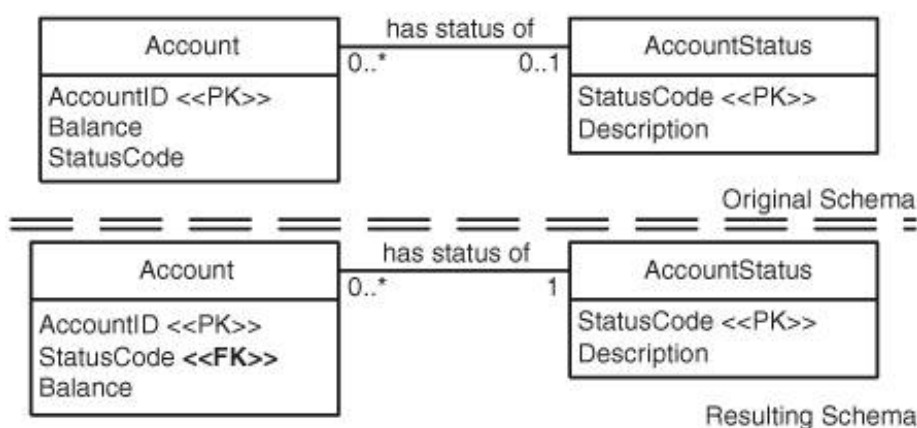 has status of
Account
AccountStatus
0..*
0..1
AccountID <<PK>>
Balance
StatusCode
StatusCode <<PK>>
Description
Original Schema
has status of
Account
AccountStatus
0..*
1
AccountID <<PK>>
StatusCode <<FK>>
Balance
StatusCode <<PK>>
Description
Resulting Schema